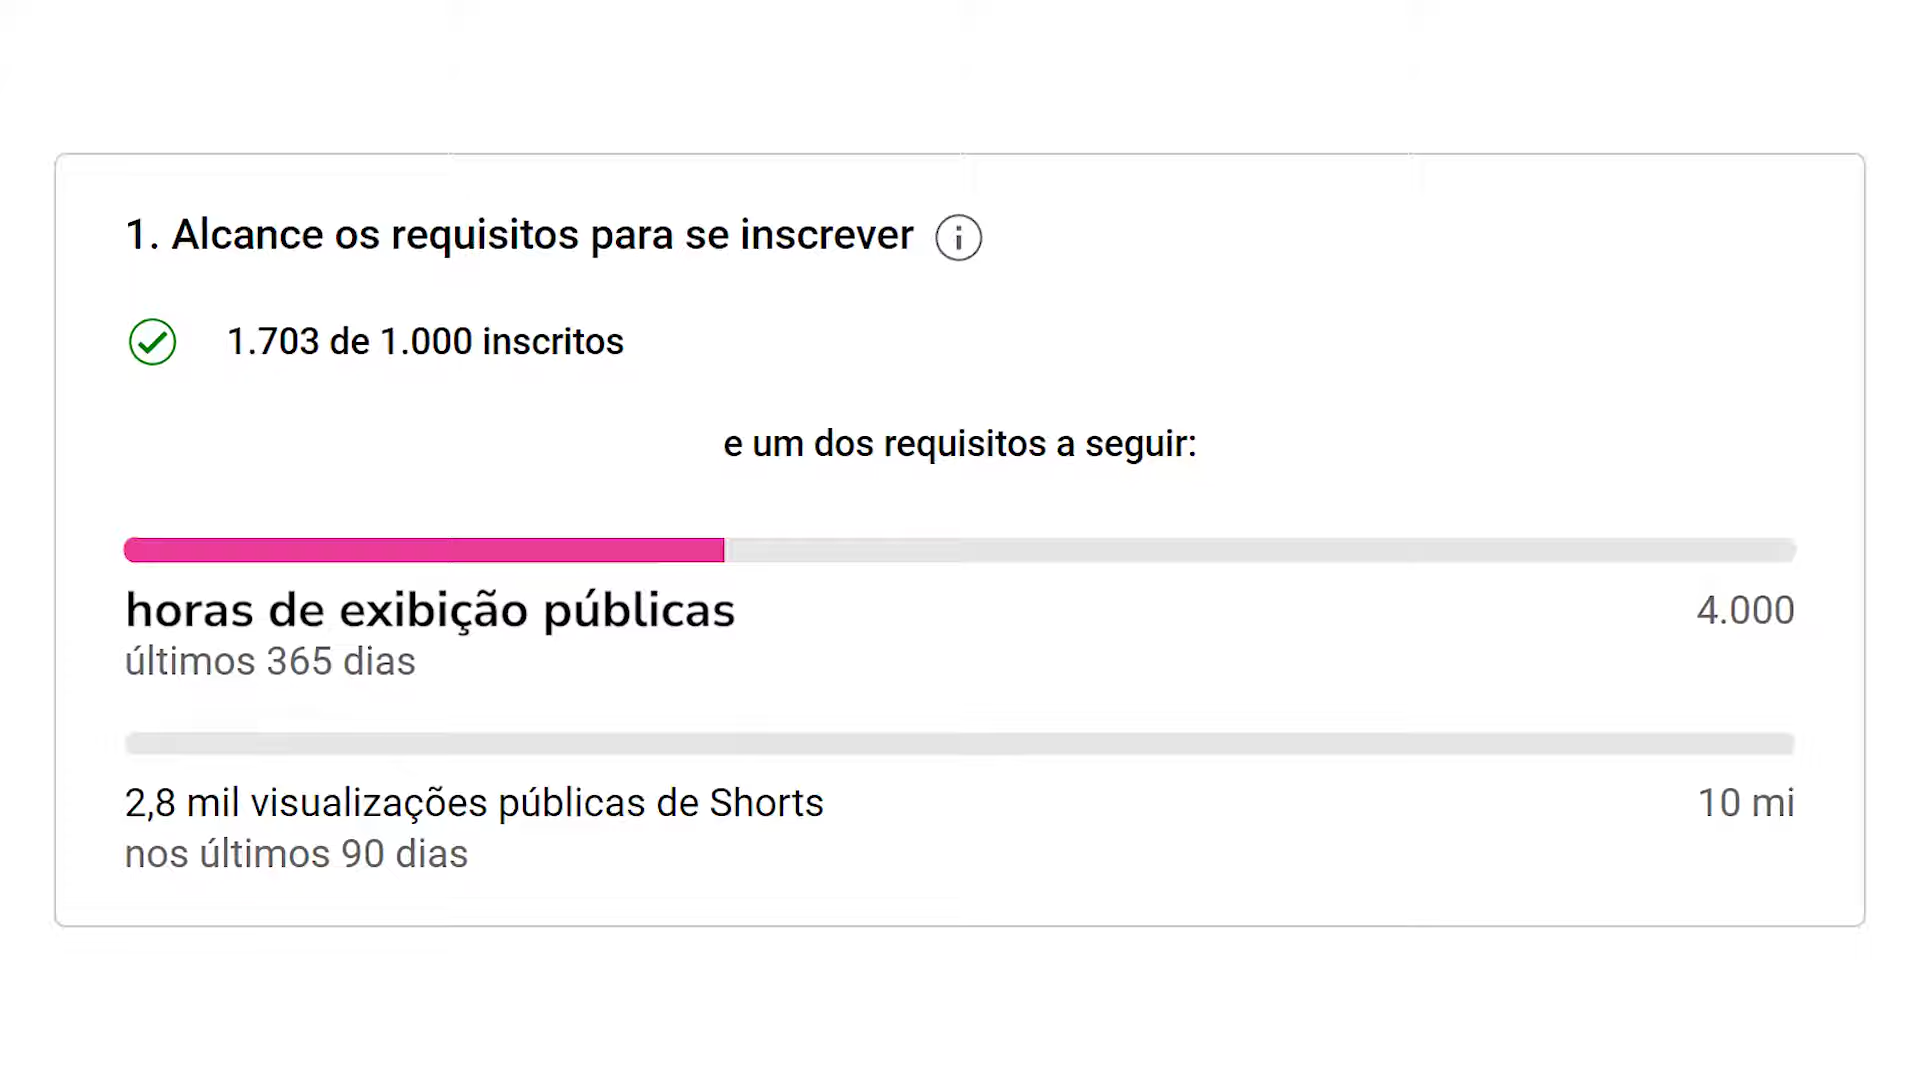 1. Alcance os requisitos para se inscrever
1.703 de 1.000 inscritos
e um dos requisitos a seguir:
horas de exibição públicas 4.000
últimos 365 dias
2,8 mil visualizações públicas de Shorts 10 mi
nos últimos 90 dias